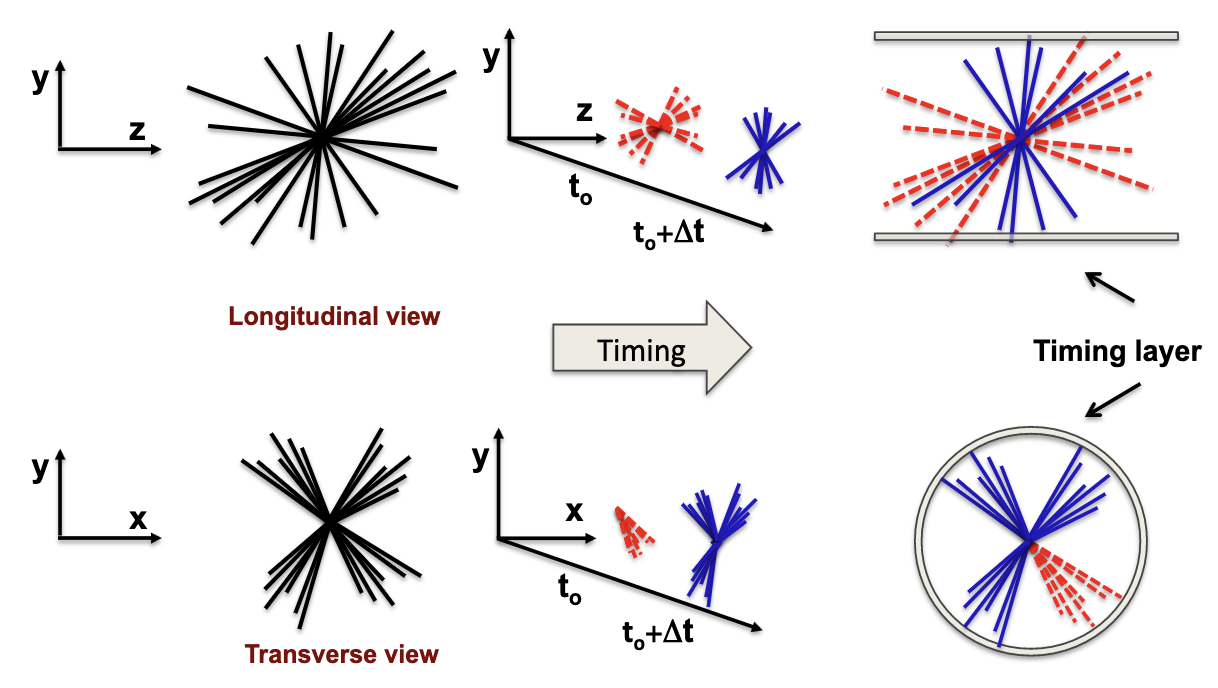 y
z
y
z
t₀
t₀+Δt
Longitudinal view
Timing
Timing layer
y
x
y
x
t₀
t₀+Δt
Transverse view